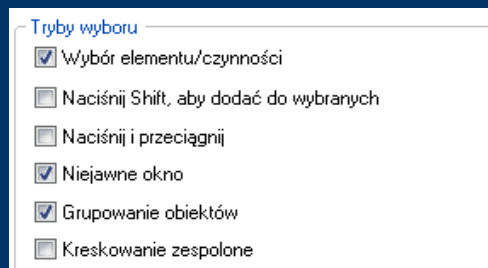 Tryby wyboru
Wybór elementu/czynności
Naciśnij Shift, aby dodać do wybranych
Naciśnij i przeciągnij
Niejawne okno
Grupowanie obiektów
Kreskowanie zespolone